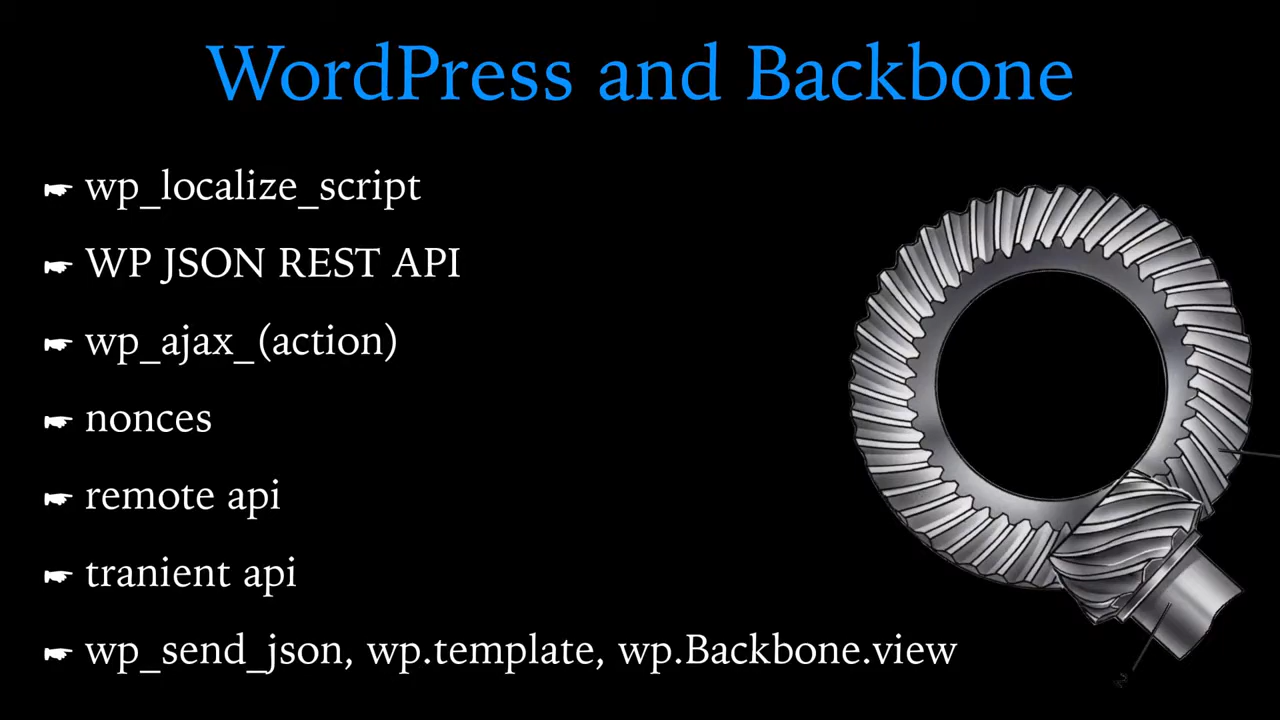 WordPress and Backbone
wp_localize_script
WP JSON REST API
wp_ajax_(action)
nonces
remote api
tranient api
wp_send_json, wp.template, wp.Backbone.view